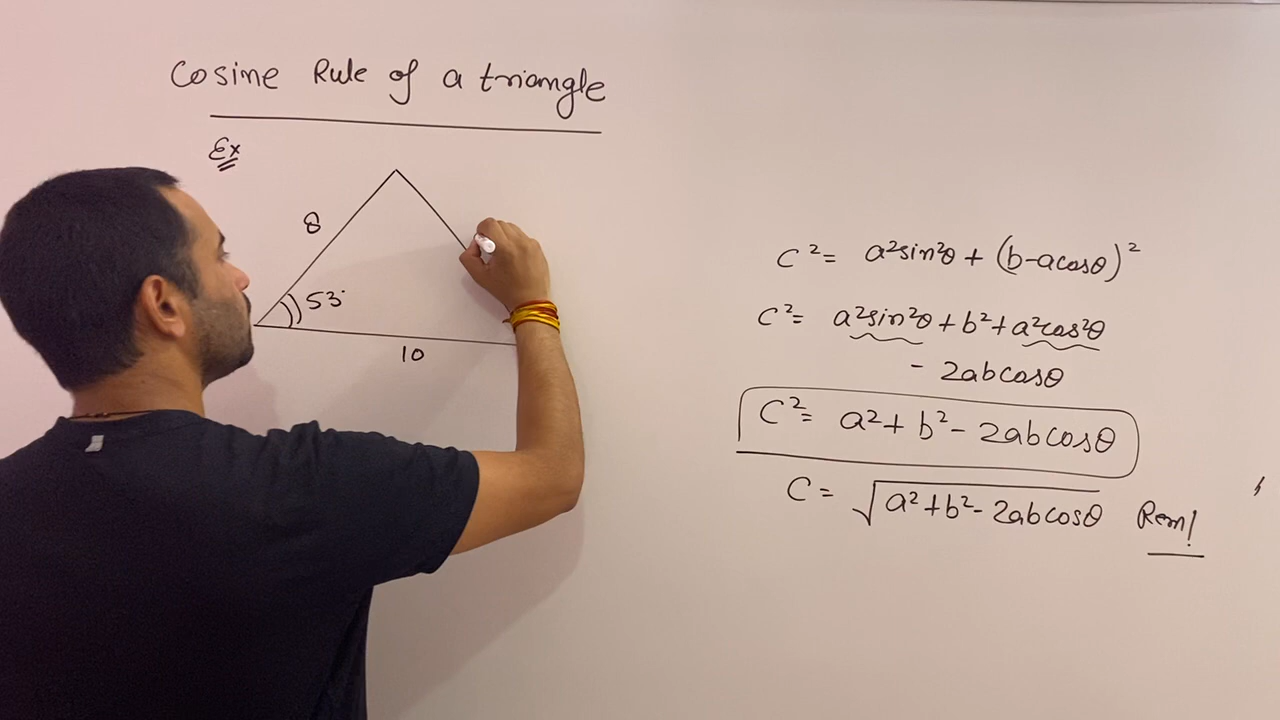 Cosine Rule of a triangle
Ex
8
53°
10
C²= a²sin²θ + (b-acosθ)²
C²= a²sin²θ + b² + a²cos²θ
- 2abcosθ
C²= a² + b² - 2abcosθ
C = √a²+b²-2abcosθ Rem!